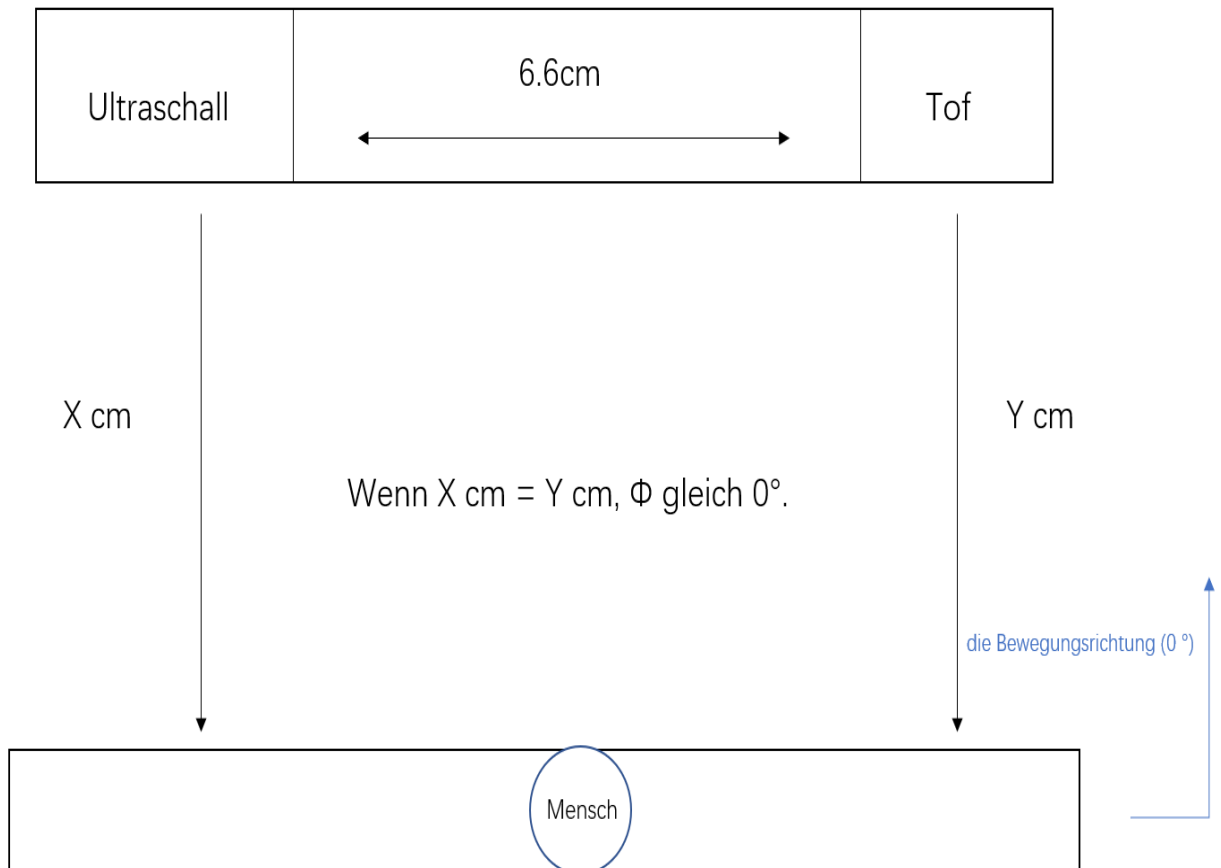 6.6cm
Ultraschall
Tof
X cm
Y cm
Wenn X cm = Y cm, Φ gleich 0°.
die Bewegungsrichtung (0 °)
Mensch